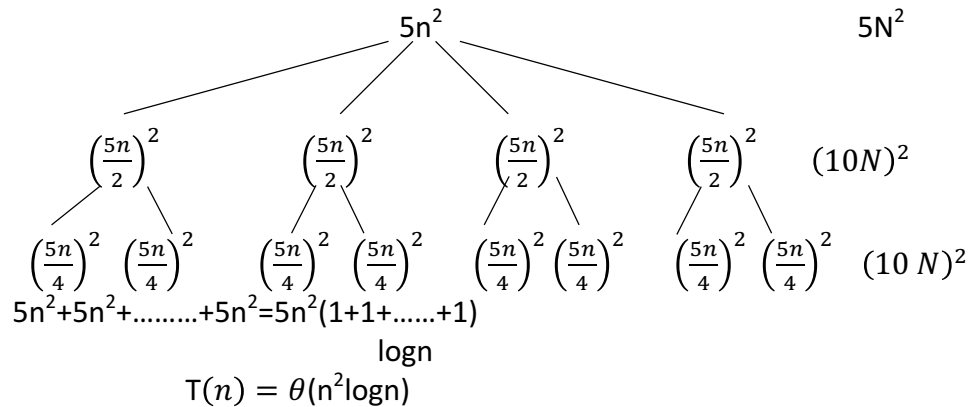 5n² 5N²
(5n/2)² (5n/2)² (5n/2)² (5n/2)² (10N)²
(5n/4)² (5n/4)² (5n/4)² (5n/4)² (5n/4)² (5n/4)² (5n/4)² (5n/4)² (10 N)²
5n²+5n²+………+5n²=5n²(1+1+……+1)
logn
T(n) = θ(n²logn)